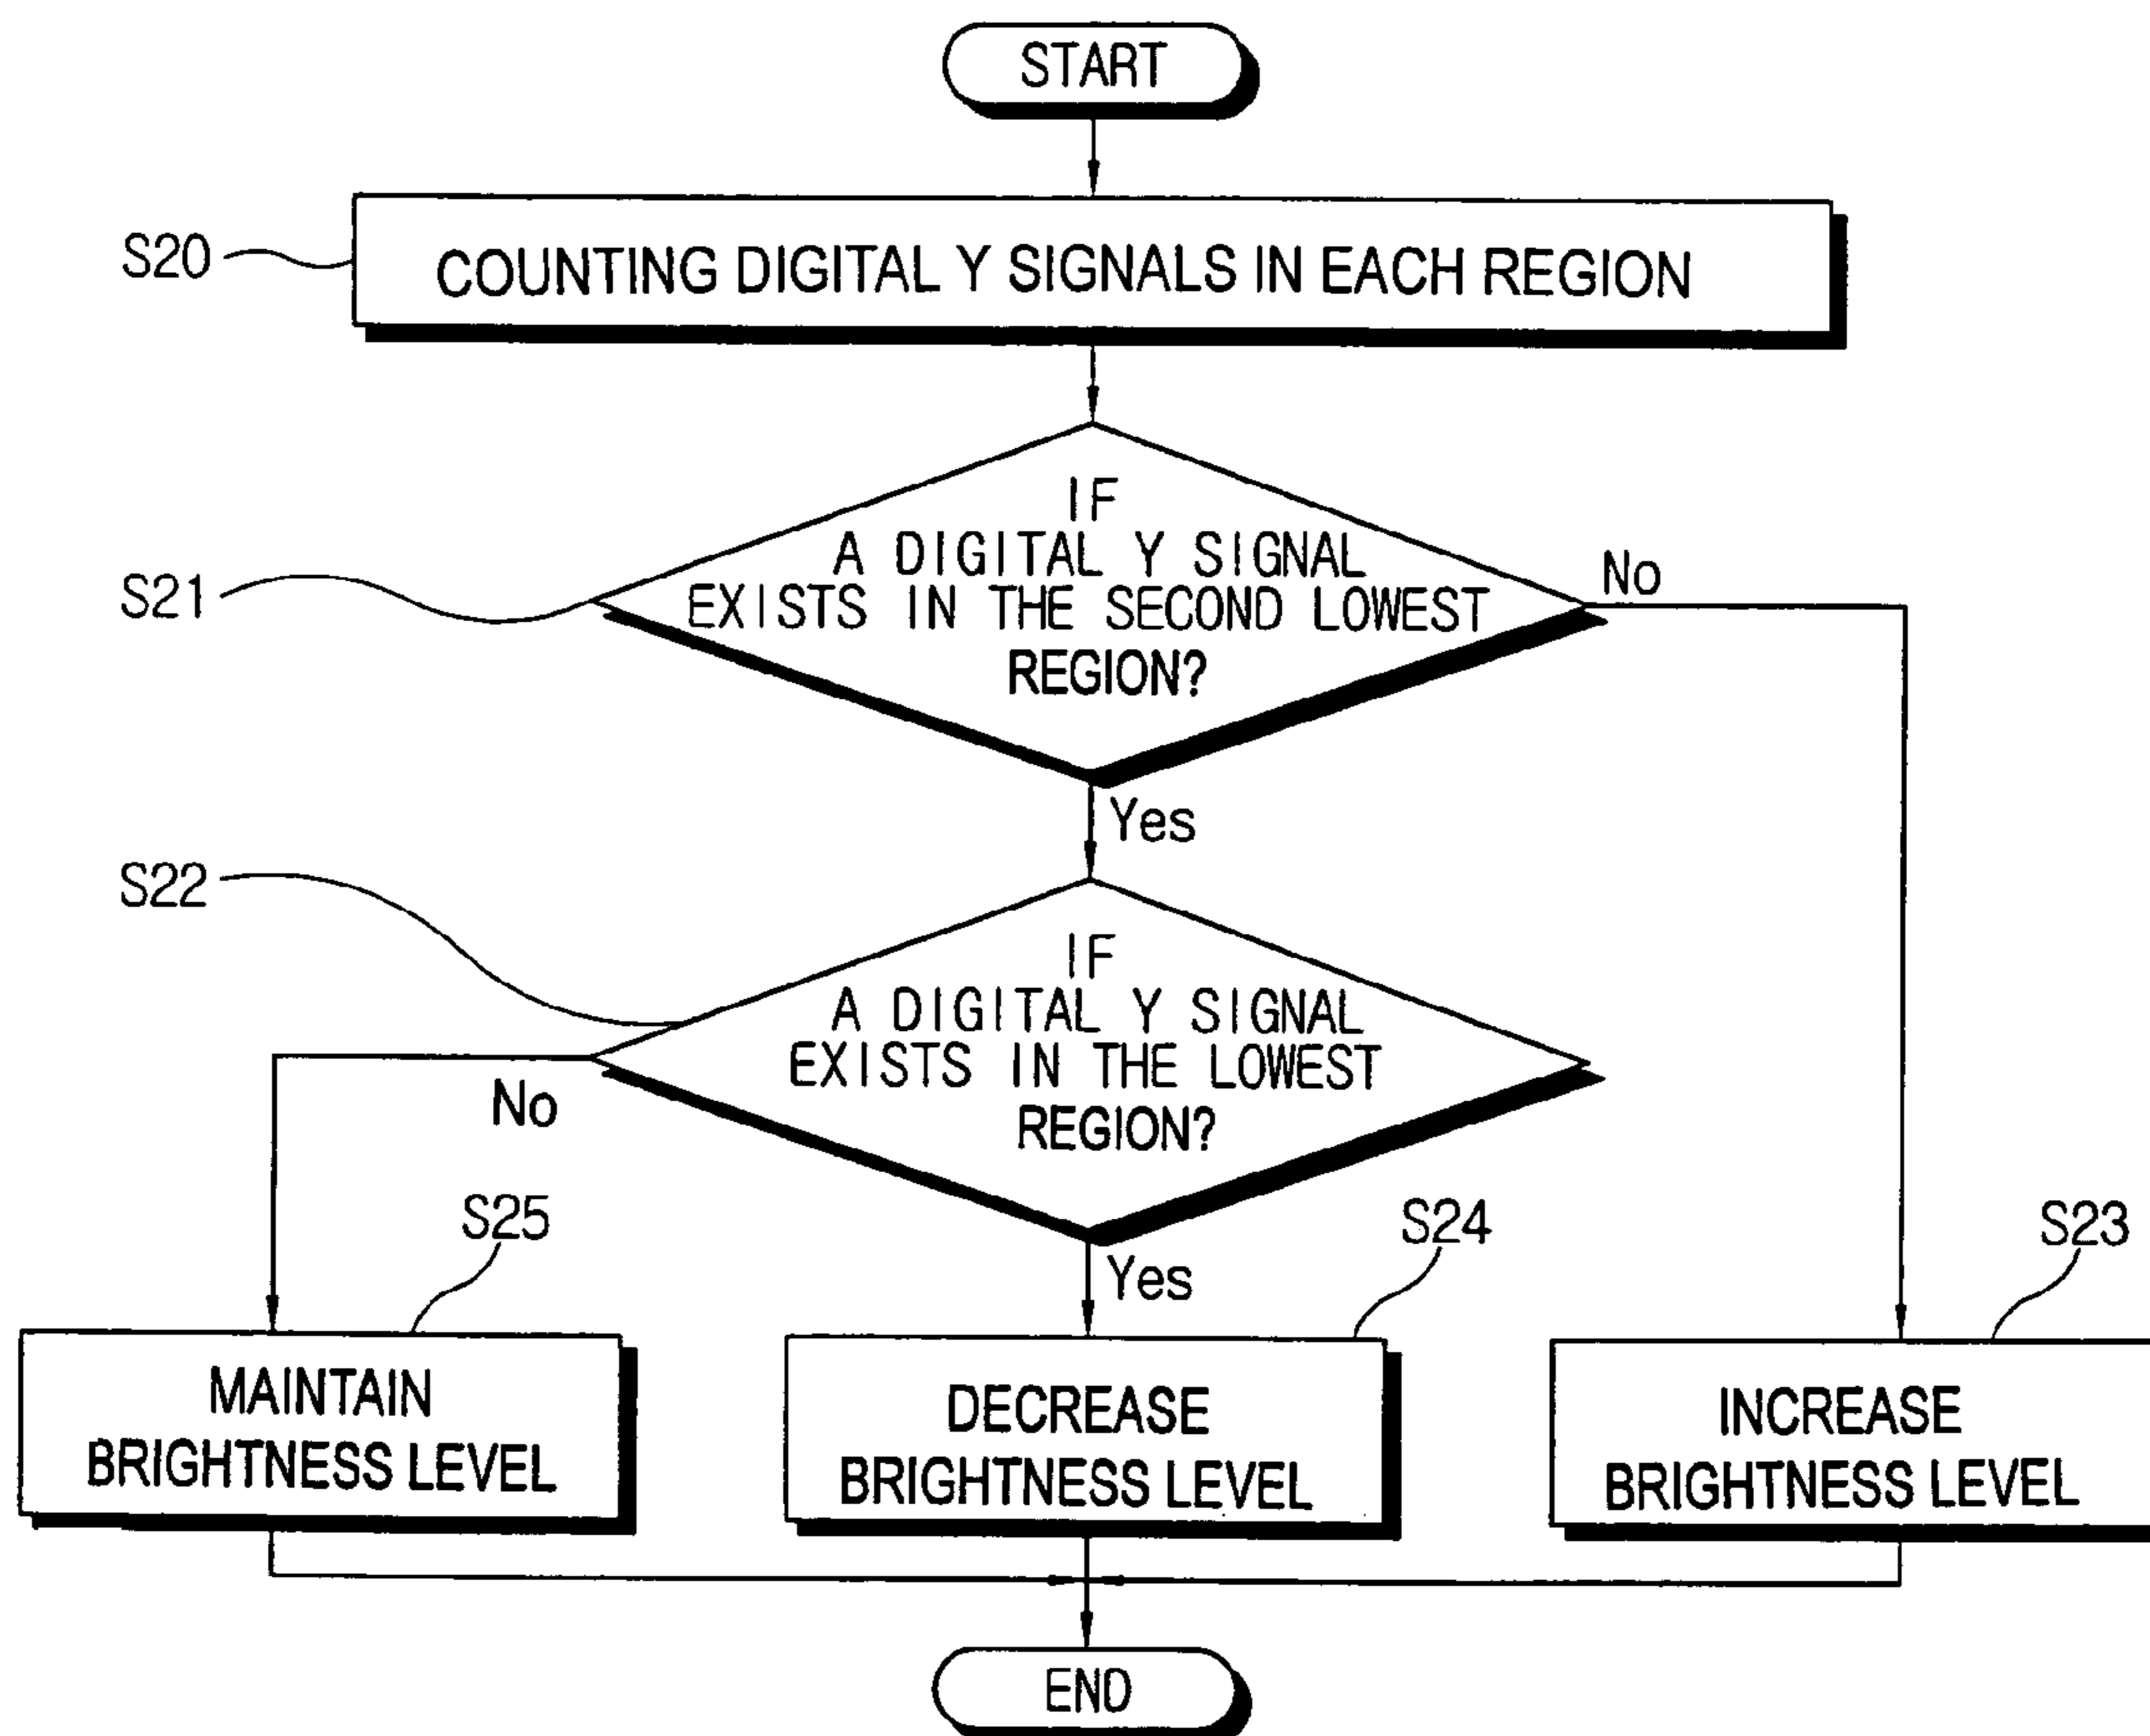 START
S20
COUNTING DIGITAL Y SIGNALS IN EACH REGION
IF
A DIGITAL Y SIGNAL
EXISTS IN THE SECOND LOWEST
REGION?
No
S21
Yes
S22
IF
A DIGITAL Y SIGNAL
EXISTS IN THE LOWEST
REGION?
No
Yes
S25
S24
S23
MAINTAIN
BRIGHTNESS LEVEL
DECREASE
BRIGHTNESS LEVEL
INCREASE
BRIGHTNESS LEVEL
END